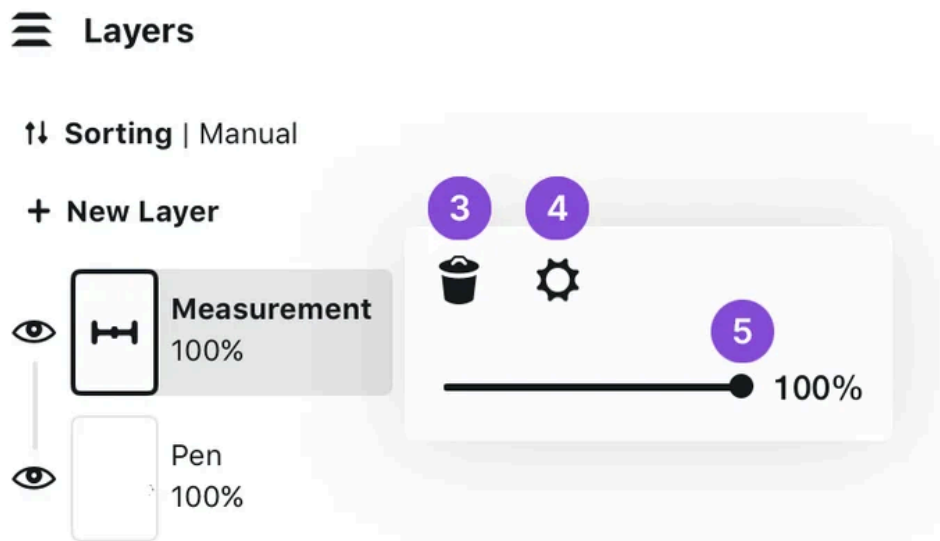 Layers
Sorting | Manual
+ New Layer
3 4
Measurement
100%
5
100%
Pen
100%